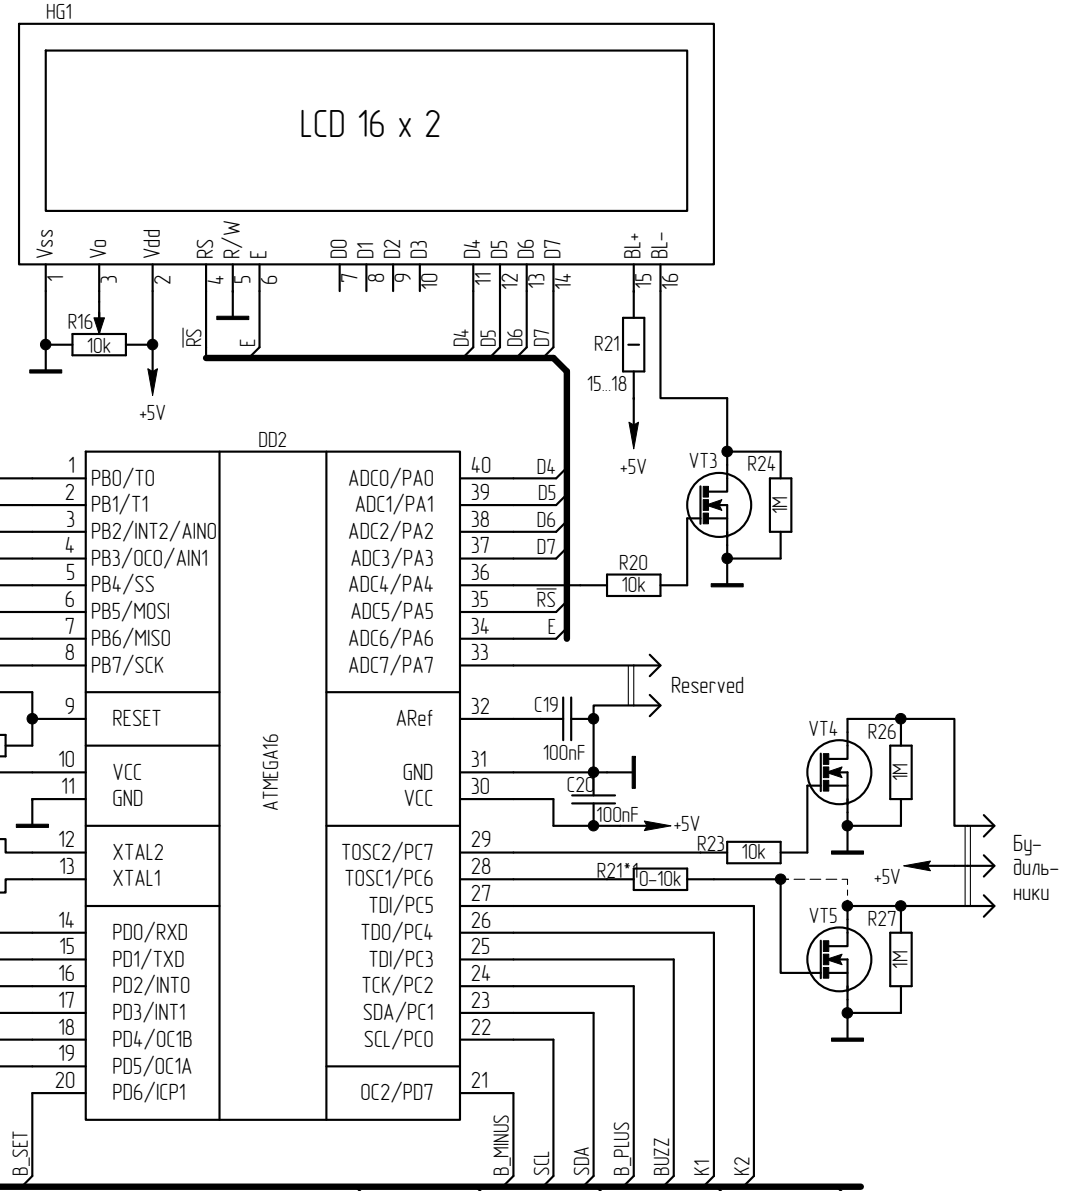 HG1
LCD 16 x 2
Vss
Vo
Vdd
RS
R/W
E
D0
D1
D2
D3
D4
D5
D6
D7
BL+
BL-
1
3
2
4
5
6
7
8
9
10
11
12
13
14
15
16
R16
10k
+5V
R̅S̅
E
D4
D5
D6
D7
R21
15...18
+5V
VT3
R24
1M
R20
10k
DD2
ATMEGA16
1 PB0/T0
2 PB1/T1
3 PB2/INT2/AIN0
4 PB3/OC0/AIN1
5 PB4/SS
6 PB5/MOSI
7 PB6/MISO
8 PB7/SCK
9 RESET
10 VCC
11 GND
12 XTAL2
13 XTAL1
14 PD0/RXD
15 PD1/TXD
16 PD2/INT0
17 PD3/INT1
18 PD4/OC1B
19 PD5/OC1A
20 PD6/ICP1
ADC0/PA0 40 D4
ADC1/PA1 39 D5
ADC2/PA2 38 D6
ADC3/PA3 37 D7
ADC4/PA4 36
ADC5/PA5 35 R̅S̅
ADC6/PA6 34 E
ADC7/PA7 33
ARef 32
GND 31
VCC 30
TOSC2/PC7 29
TOSC1/PC6 28
TDI/PC5 27
TDO/PC4 26
TDI/PC3 25
TCK/PC2 24
SDA/PC1 23
SCL/PC0 22
OC2/PD7 21
Reserved
C19
100nF
C20
100nF
+5V
R23
10k
R21*1
0-10k
VT4
R26
1M
+5V
VT5
R27
1M
Бу-
диль-
ники
B_SET
B_MINUS
SCL
SDA
B_PLUS
BUZZ
K1
K2